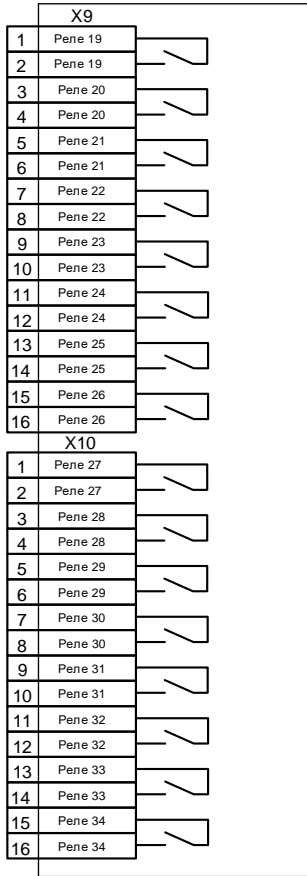 X9
1 Реле 19
2 Реле 19
3 Реле 20
4 Реле 20
5 Реле 21
6 Реле 21
7 Реле 22
8 Реле 22
9 Реле 23
10 Реле 23
11 Реле 24
12 Реле 24
13 Реле 25
14 Реле 25
15 Реле 26
16 Реле 26
X10
1 Реле 27
2 Реле 27
3 Реле 28
4 Реле 28
5 Реле 29
6 Реле 29
7 Реле 30
8 Реле 30
9 Реле 31
10 Реле 31
11 Реле 32
12 Реле 32
13 Реле 33
14 Реле 33
15 Реле 34
16 Реле 34